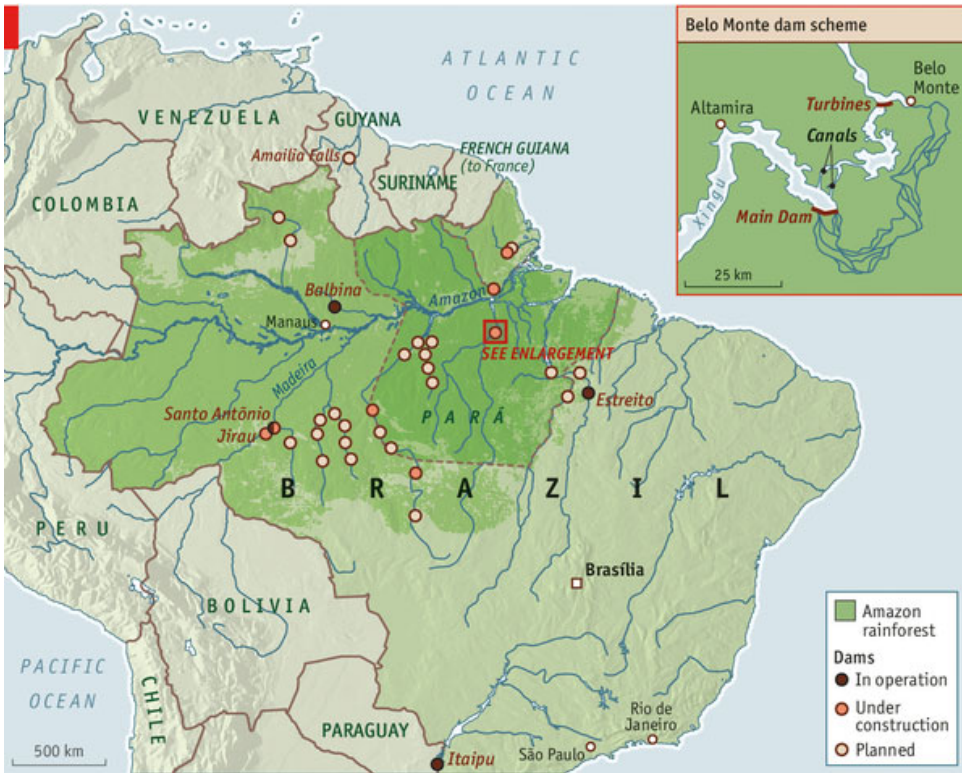 Belo Monte dam scheme
Belo
Monte
Turbines
Altamira
Canals
Xingu
Main Dam
25 km
ATLANTIC
OCEAN
VENEZUELA
GUYANA
Amailia Falls
FRENCH GUIANA
(to France)
SURINAME
COLOMBIA
Balbina
Amazon
Manaus
SEE ENLARGEMENT
Madeira
Estreito
Santo Antônio
PARÃ
Jirau
BRAZIL
PERU
Brasília
BOLIVIA
Amazon
rainforest
Dams
In operation
Under
construction
Planned
PACIFIC
OCEAN
CHILE
PARAGUAY
Rio de
Janeiro
São Paulo
Itaipu
500 km